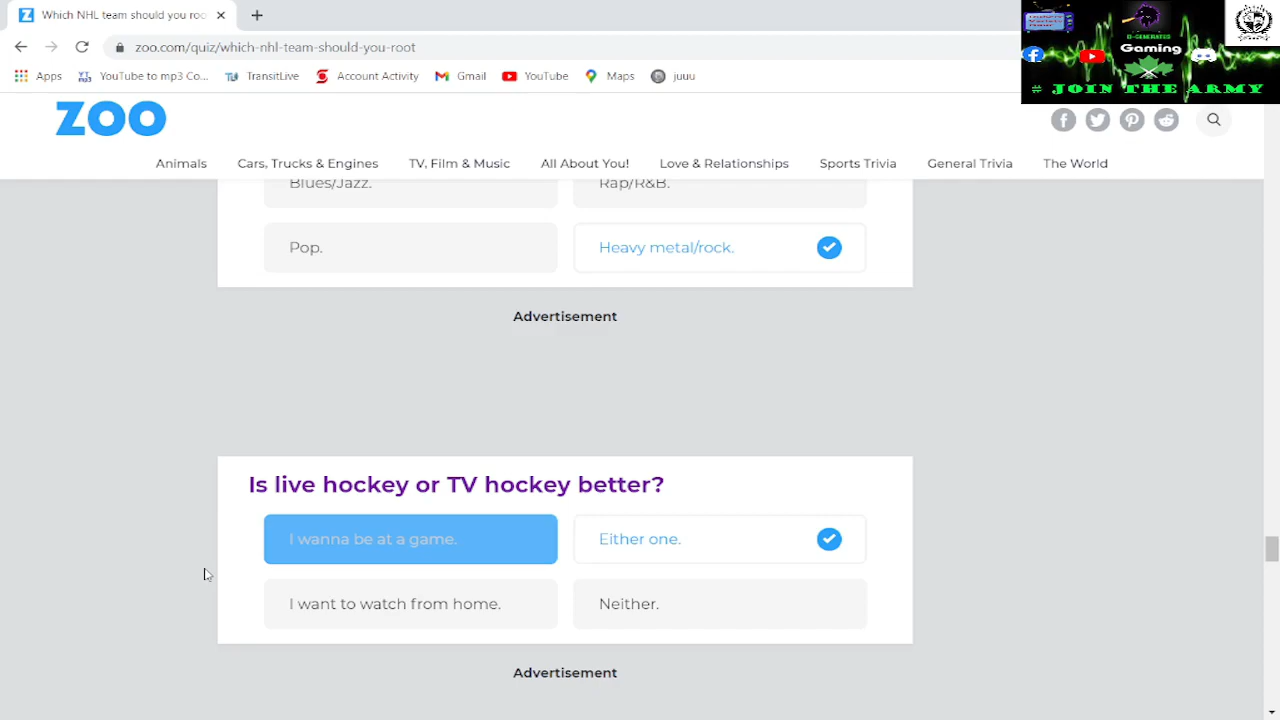 Which NHL team should you roo
zoo.com/quiz/which-nhl-team-should-you-root
Apps
YouTube to mp3 Co...
TransitLive
Account Activity
Gmail
YouTube
Maps
juuu
Gaming
# JOIN THE ARMY
ZOO
Animals
Cars, Trucks & Engines
TV, Film & Music
All About You!
Love & Relationships
Sports Trivia
General Trivia
The World
Blues/Jazz.
Rap/R&B.
Pop.
Heavy metal/rock.
Advertisement
Is live hockey or TV hockey better?
I wanna be at a game.
Either one.
I want to watch from home.
Neither.
Advertisement